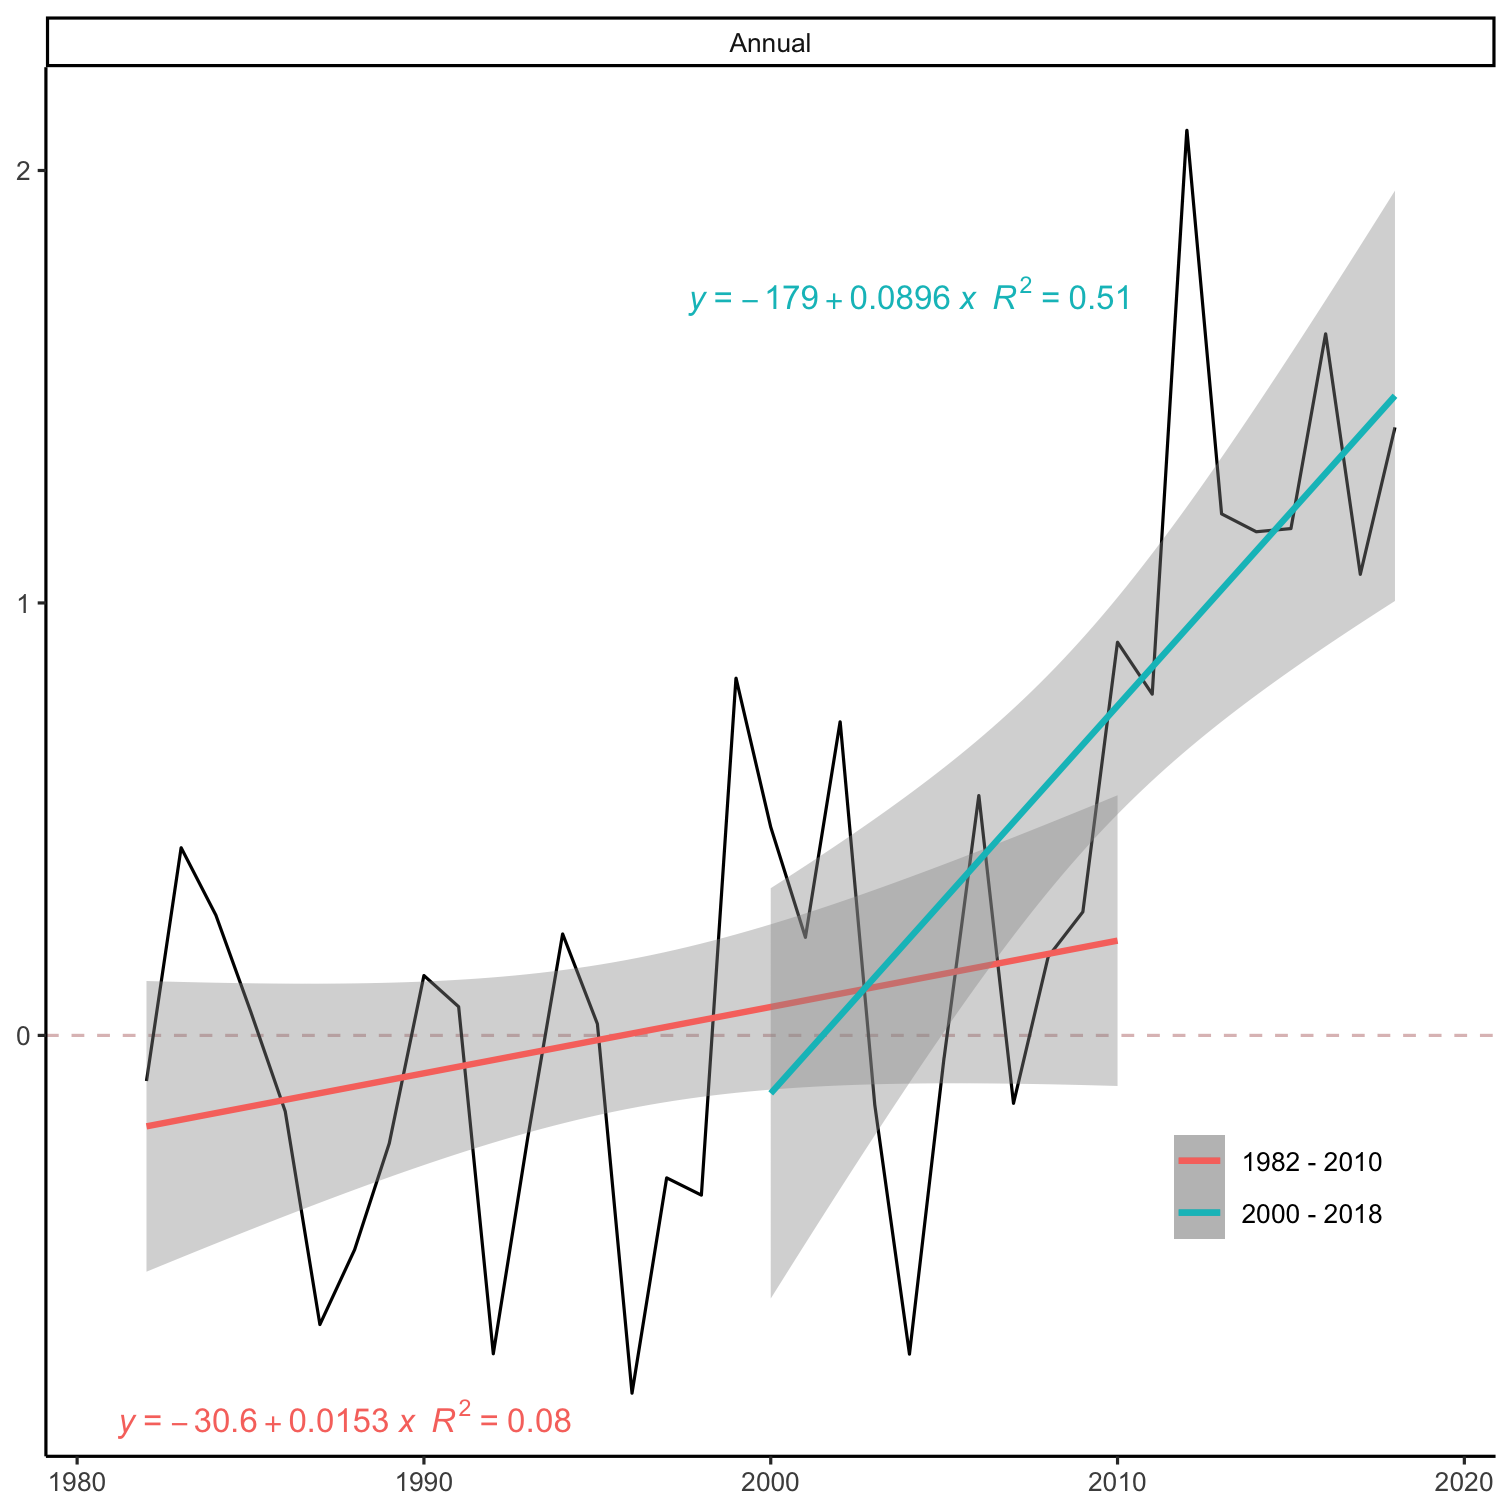 Annual
2
y = − 179 + 0.0896 x R² = 0.51
1
0
1982 - 2010
2000 - 2018
y = − 30.6 + 0.0153 x R² = 0.08
1980 1990 2000 2010 2020